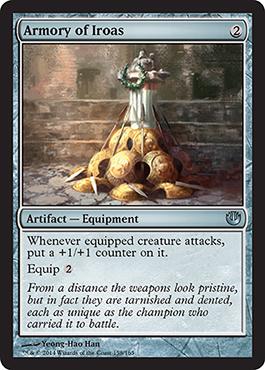 Armory of Iroas 2
Artifact — Equipment
Whenever equipped creature attacks,
put a +1/+1 counter on it.
Equip 2
From a distance the weapons look pristine,
but in fact they are tarnished and dented,
each as unique as the champion who
carried it to battle.
Yeong-Hao Han
™ & © 2014 Wizards of the Coast 158/165